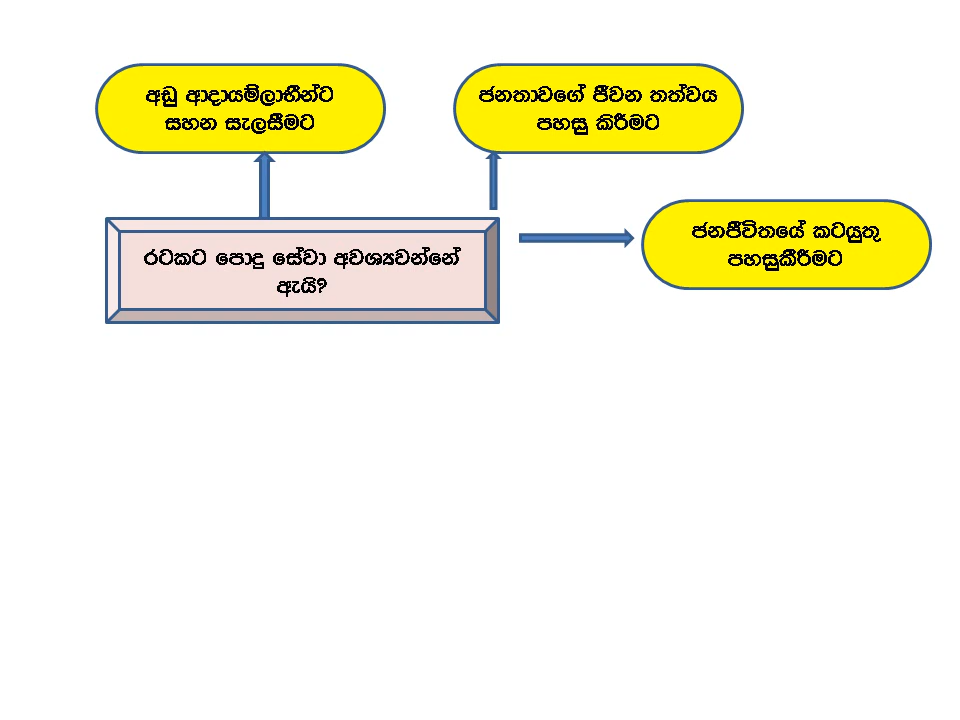 අඩු ආදායම්ලාභීන්ට
සහන සැලසීමට
ජනතාවගේ ජීවන තත්වය
පහසු කිරීමට
ජනජීවිතයේ කටයුතු
පහසුකිරීමට
රටකට පොදු සේවා අවශ්‍යවන්නේ
ඇයි?